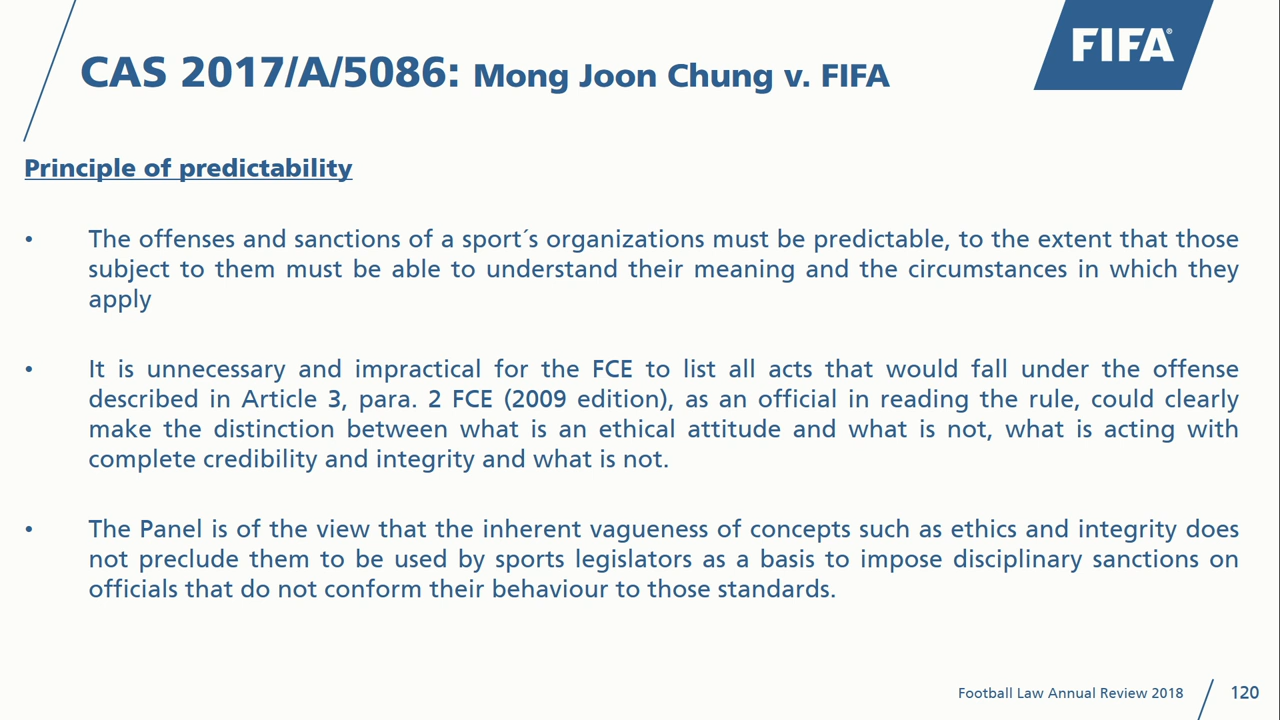 FIFA®
CAS 2017/A/5086: Mong Joon Chung v. FIFA
Principle of predictability
• The offenses and sanctions of a sport´s organizations must be predictable, to the extent that those
subject to them must be able to understand their meaning and the circumstances in which they
apply
• It is unnecessary and impractical for the FCE to list all acts that would fall under the offense
described in Article 3, para. 2 FCE (2009 edition), as an official in reading the rule, could clearly
make the distinction between what is an ethical attitude and what is not, what is acting with
complete credibility and integrity and what is not.
• The Panel is of the view that the inherent vagueness of concepts such as ethics and integrity does
not preclude them to be used by sports legislators as a basis to impose disciplinary sanctions on
officials that do not conform their behaviour to those standards.
Football Law Annual Review 2018 120